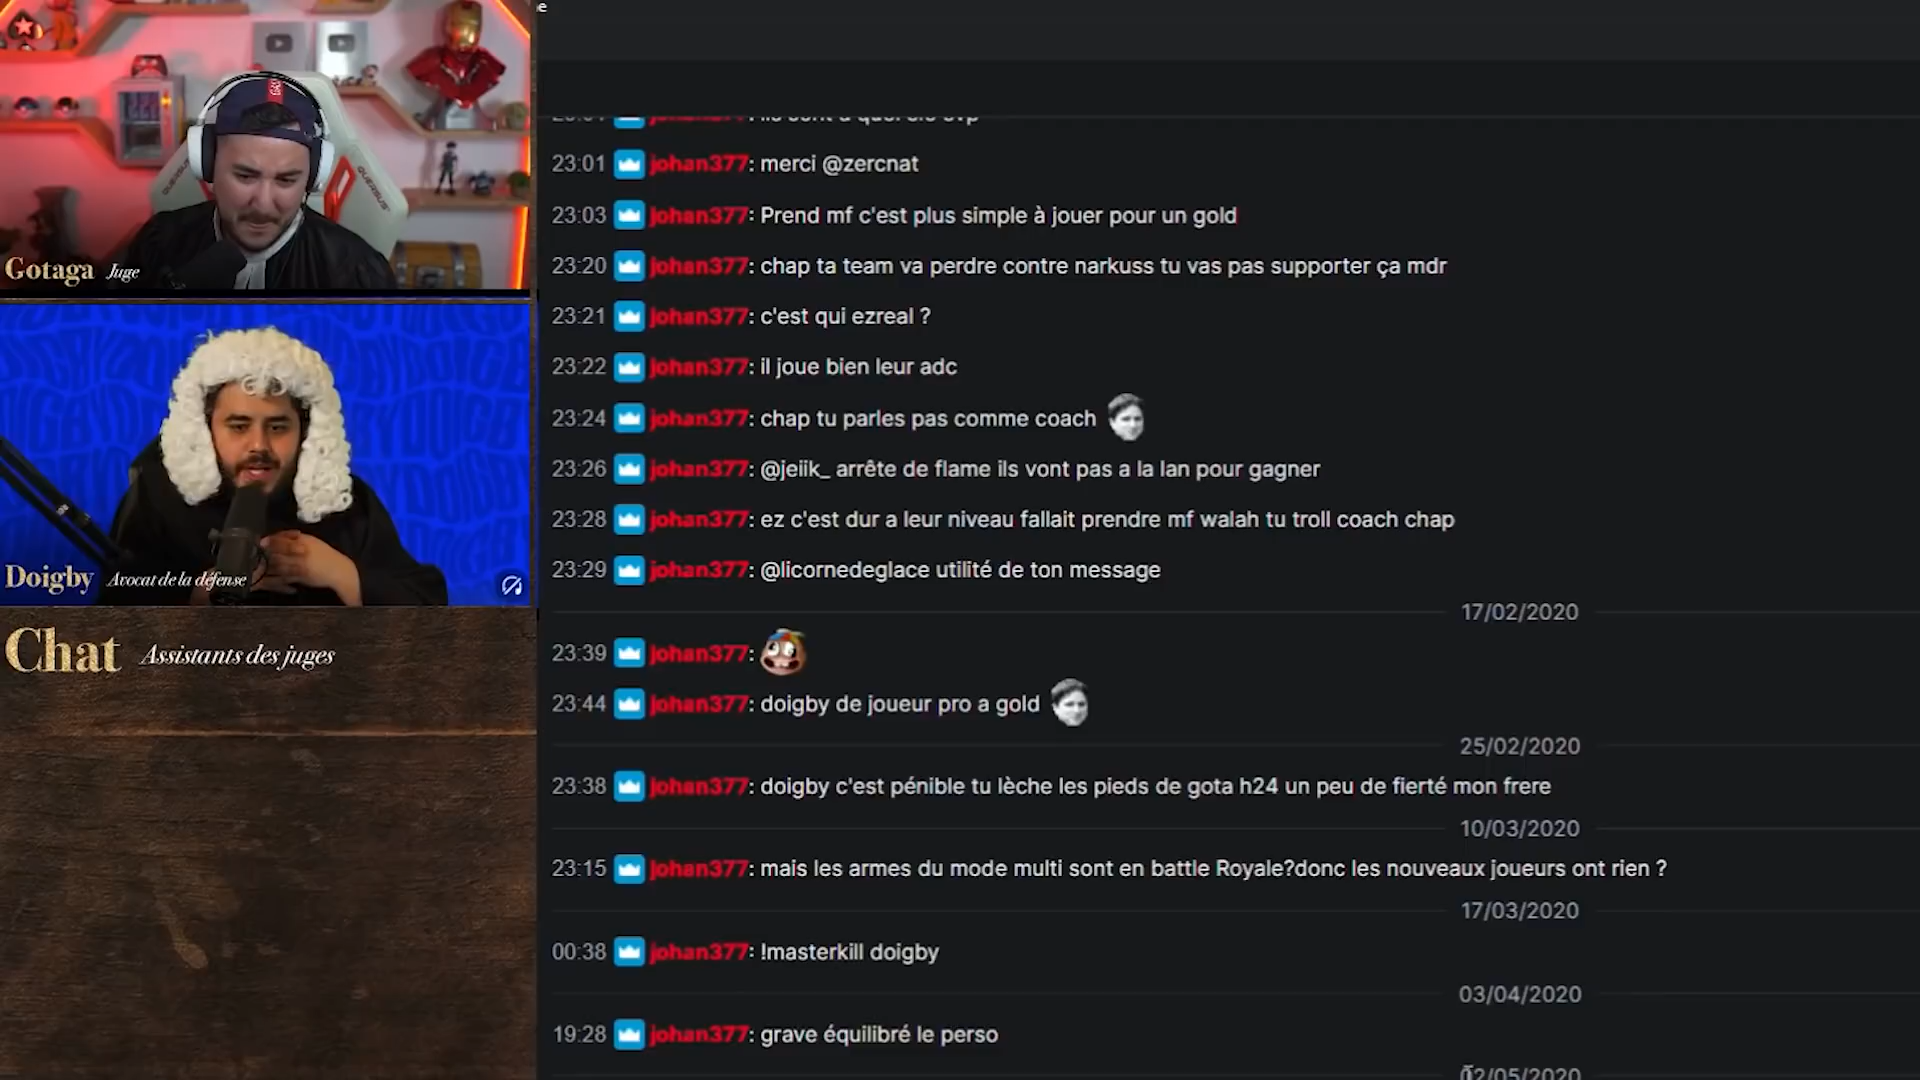 e
23:01 johan377: merci @zercnat
23:03 johan377: Prend mf c'est plus simple à jouer pour un gold
23:20 johan377: chap ta team va perdre contre narkuss tu vas pas supporter ça mdr
23:21 johan377: c'est qui ezreal ?
23:22 johan377: il joue bien leur adc
23:24 johan377: chap tu parles pas comme coach
23:26 johan377: @jeiik_ arrête de flame ils vont pas a la lan pour gagner
23:28 johan377: ez c'est dur a leur niveau fallait prendre mf walah tu troll coach chap
23:29 johan377: @licornedeglace utilité de ton message
17/02/2020
23:39 johan377:
23:44 johan377: doigby de joueur pro a gold
25/02/2020
23:38 johan377: doigby c'est pénible tu lèche les pieds de gota h24 un peu de fierté mon frere
10/03/2020
23:15 johan377: mais les armes du mode multi sont en battle Royale?donc les nouveaux joueurs ont rien ?
17/03/2020
00:38 johan377: !masterkill doigby
03/04/2020
19:28 johan377: grave équilibré le perso
02/05/2020
Gotaga Juge
Doigby Avocat de la défense
Chat Assistants des juges